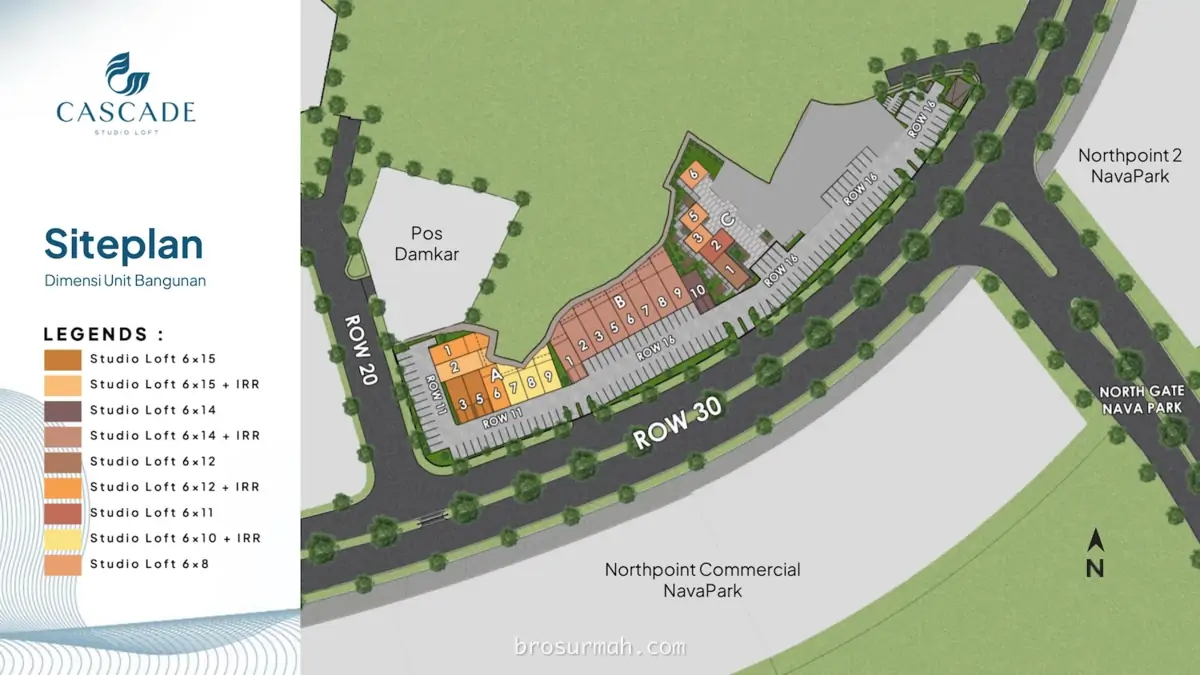 CASCADE
STUDIO LOFT
Siteplan
Dimensi Unit Bangunan
LEGENDS :
Studio Loft 6×15
Studio Loft 6×15 + IRR
Studio Loft 6×14
Studio Loft 6×14 + IRR
Studio Loft 6×12
Studio Loft 6×12 + IRR
Studio Loft 6×11
Studio Loft 6×10 + IRR
Studio Loft 6×8
Pos
Damkar
Northpoint 2
NavaPark
ROW 16
ROW 16
ROW 16
ROW 16
6
5
3
2
1
C
B
1
2
3
5
6
7
8
9
10
A
1
2
3
5
6
7
8
9
ROW 20
ROW 11
ROW 11
ROW 30
NORTH GATE
NAVA PARK
N
Northpoint Commercial
NavaPark
brosurmah.com